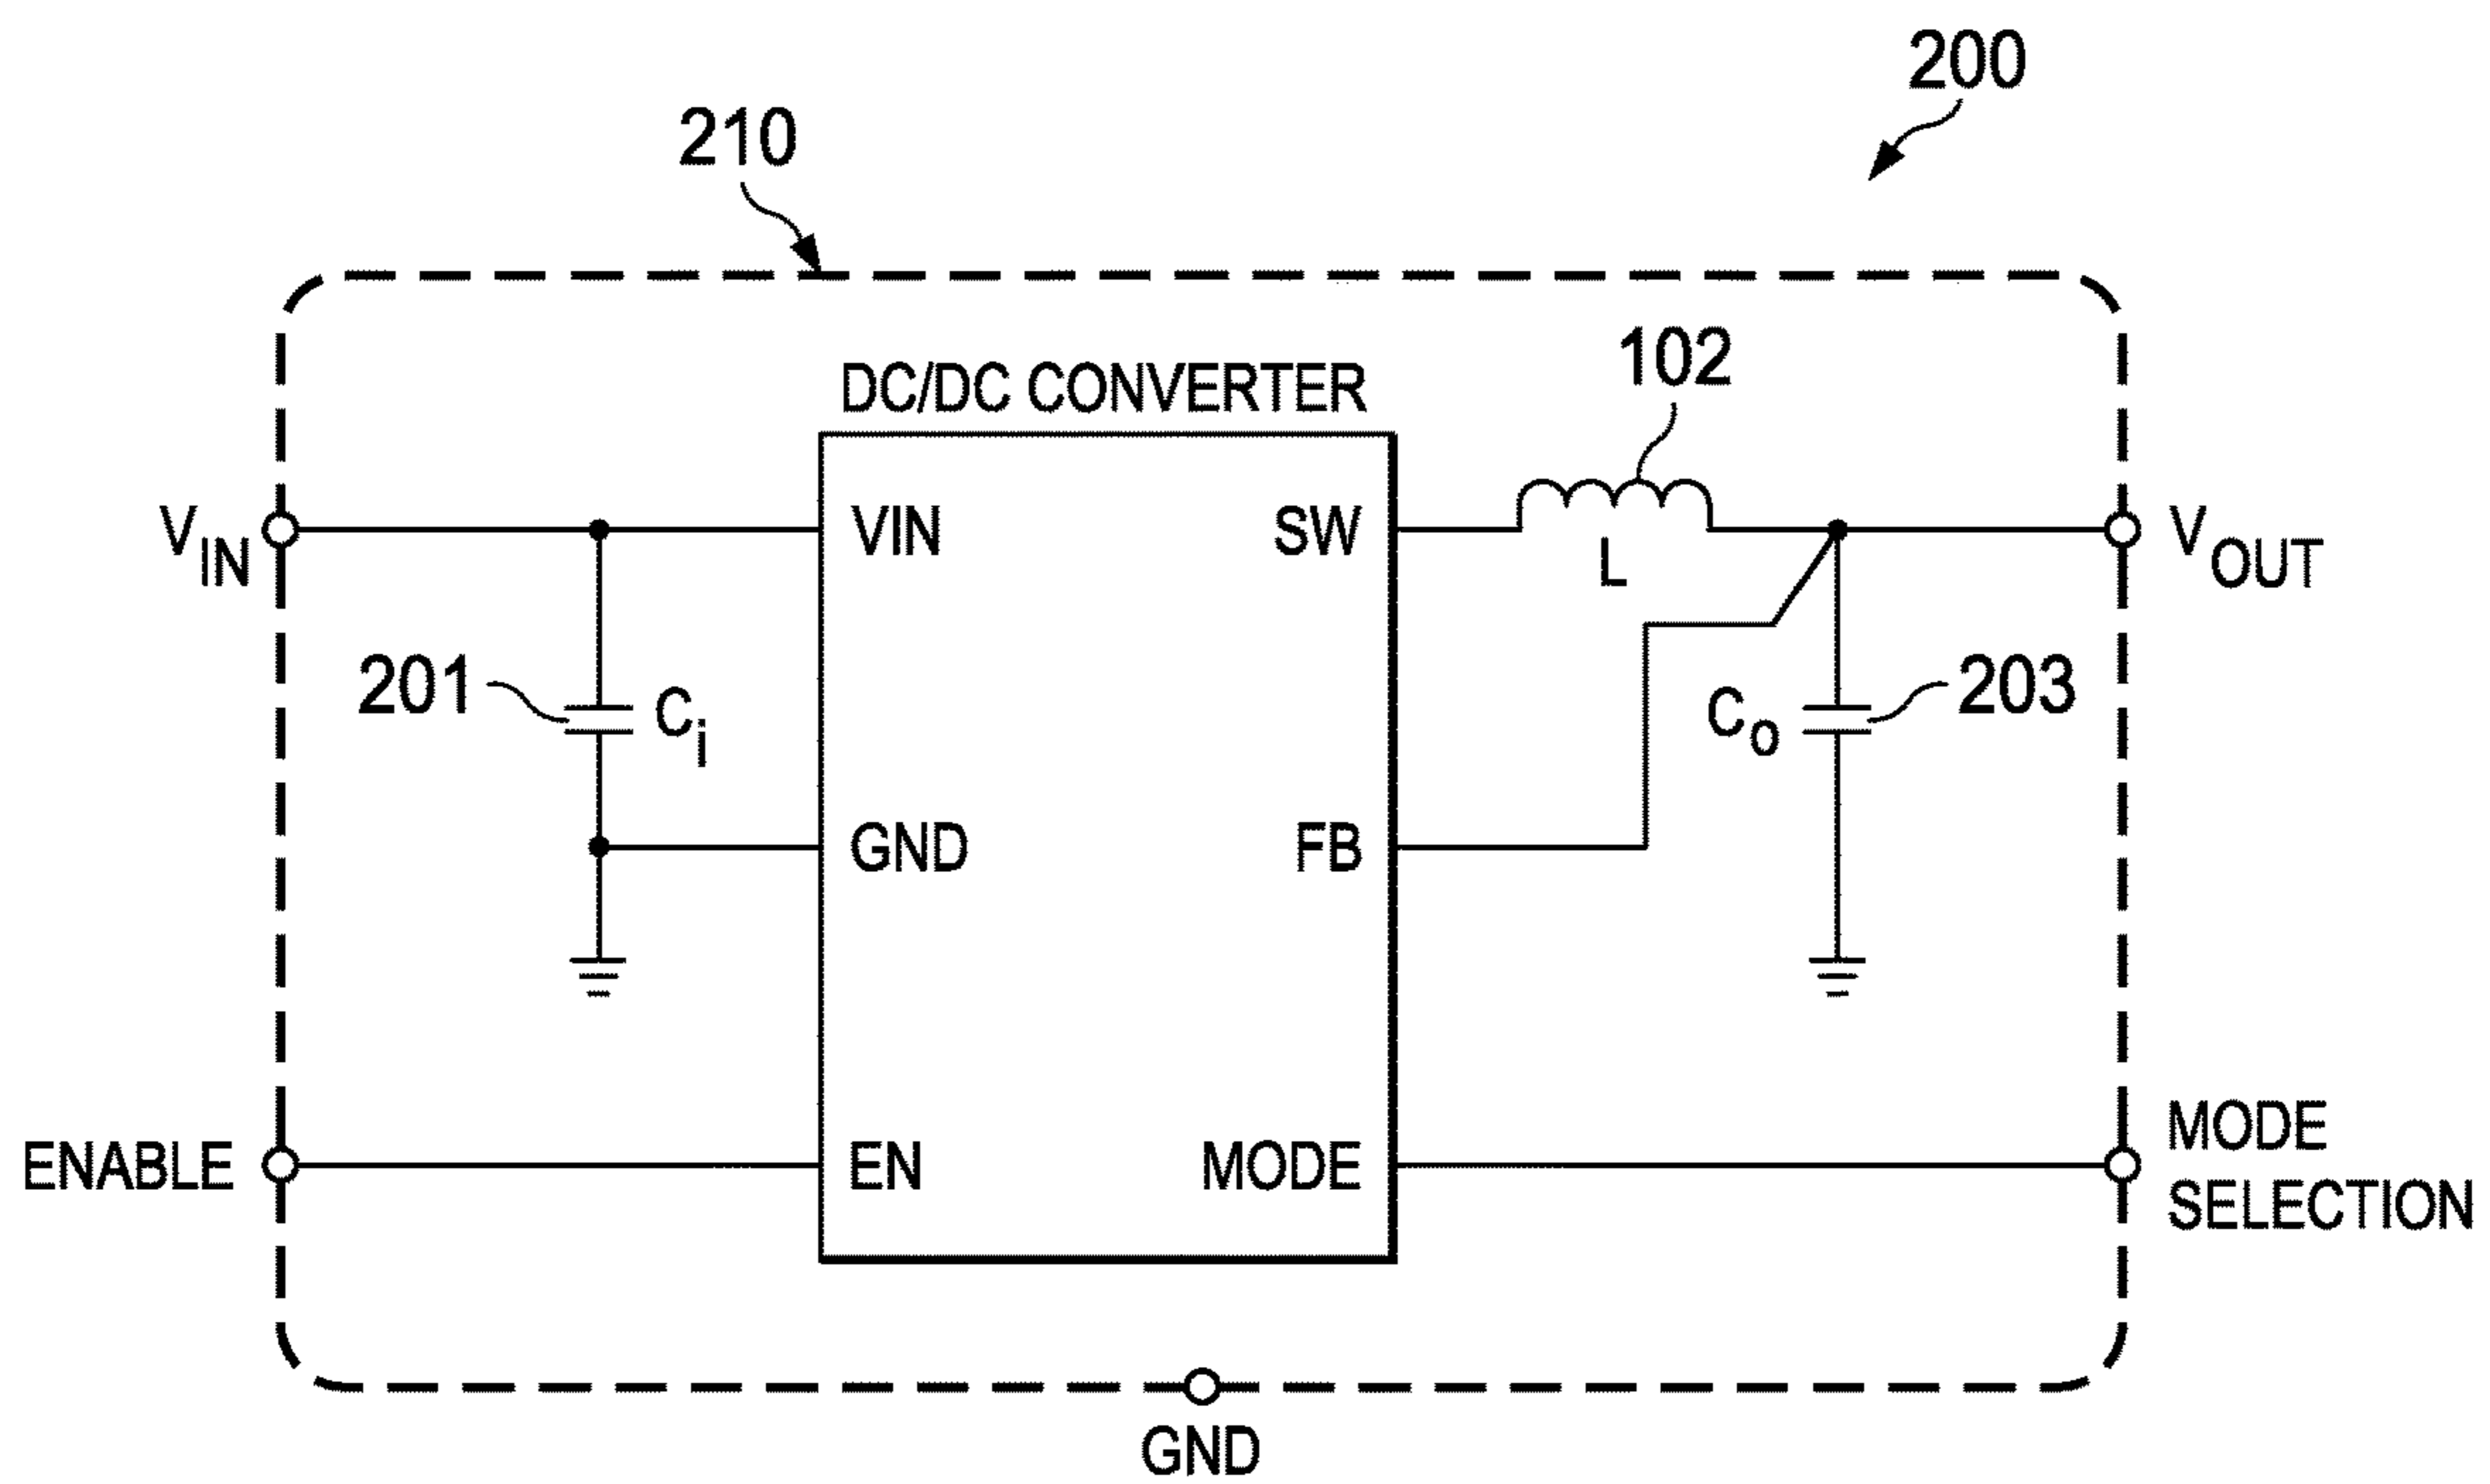 200
210
102
DC/DC CONVERTER
VIN
VIN
SW
L
VOUT
201
Ci
Co
203
GND
FB
ENABLE
EN
MODE
MODE
SELECTION
GND